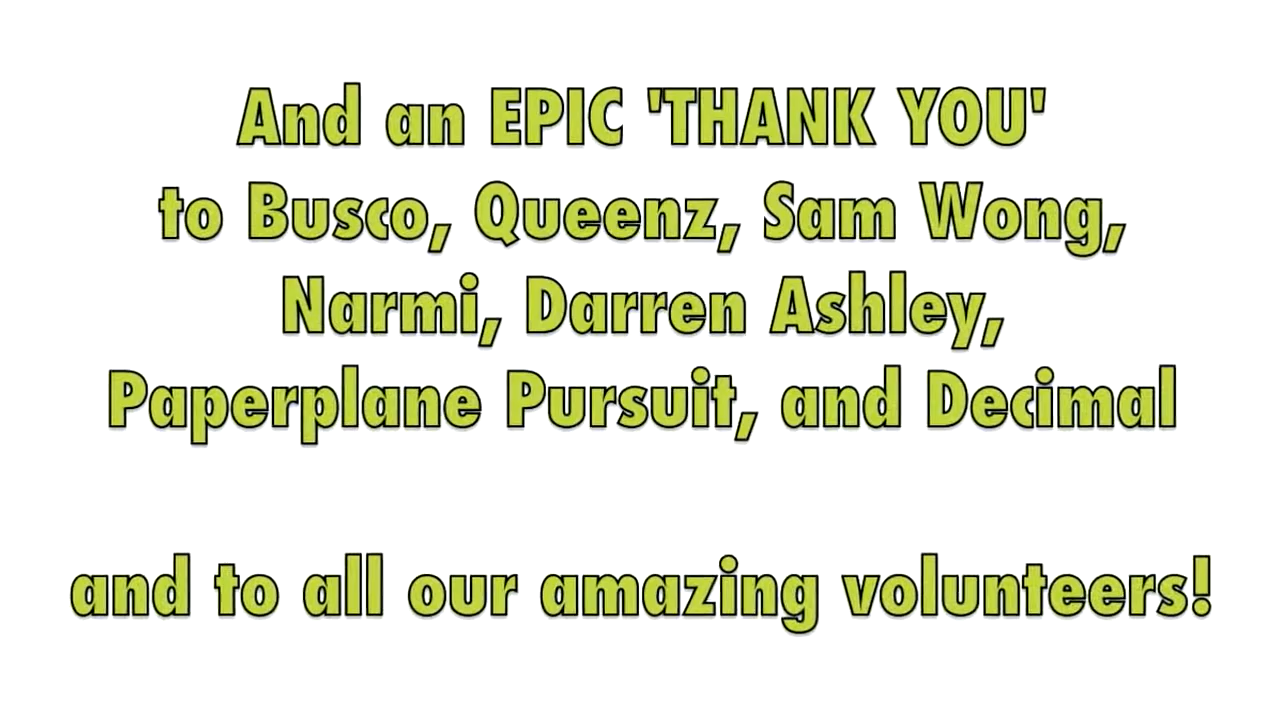 And an EPIC 'THANK YOU'
to Busco, Queenz, Sam Wong,
Narmi, Darren Ashley,
Paperplane Pursuit, and Decimal
and to all our amazing volunteers!